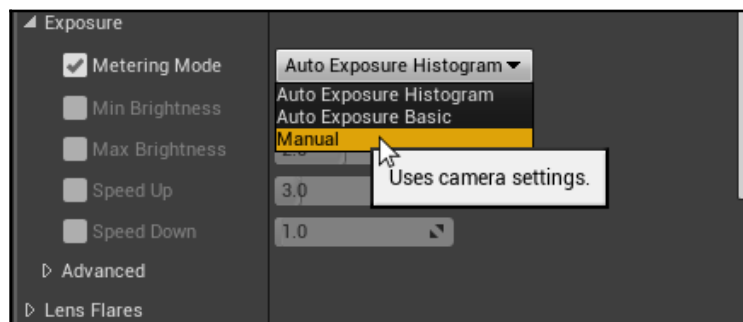 Exposure
Metering Mode
Auto Exposure Histogram
Auto Exposure Histogram
Min Brightness
Auto Exposure Basic
Manual
Max Brightness
Uses camera settings.
Speed Up
3.0
Speed Down
1.0
Advanced
Lens Flares